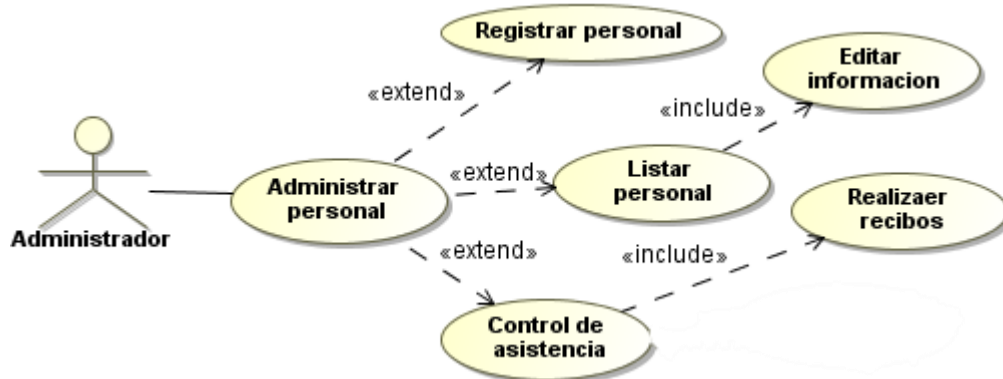 Registrar personal
Editar
informacion
«extend»
«include»
Administrar
personal
«extend»
Listar
personal
Realizaer
recibos
Administrador
«extend»
«include»
Control de
asistencia